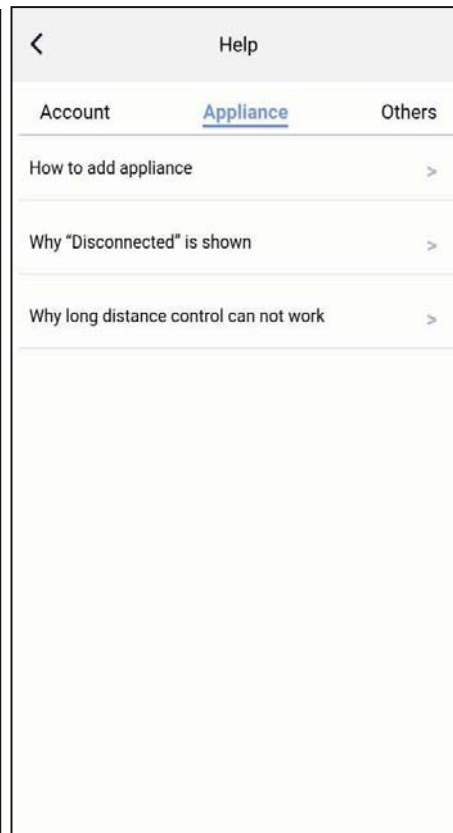 Help
Account Appliance Others
How to add appliance >
Why “Disconnected” is shown >
Why long distance control can not work >